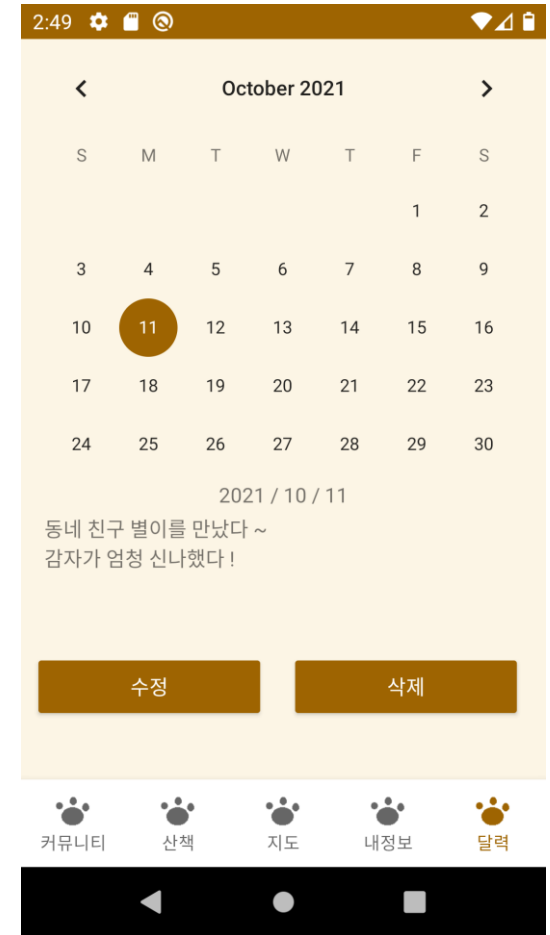 2:49
October 2021
S M T W T F S
1 2
3 4 5 6 7 8 9
10 11 12 13 14 15 16
17 18 19 20 21 22 23
24 25 26 27 28 29 30
2021 / 10 / 11
동네 친구 별이를 만났다 ~
감자가 엄청 신나했다 !
수정 삭제
커뮤니티 산책 지도 내정보 달력